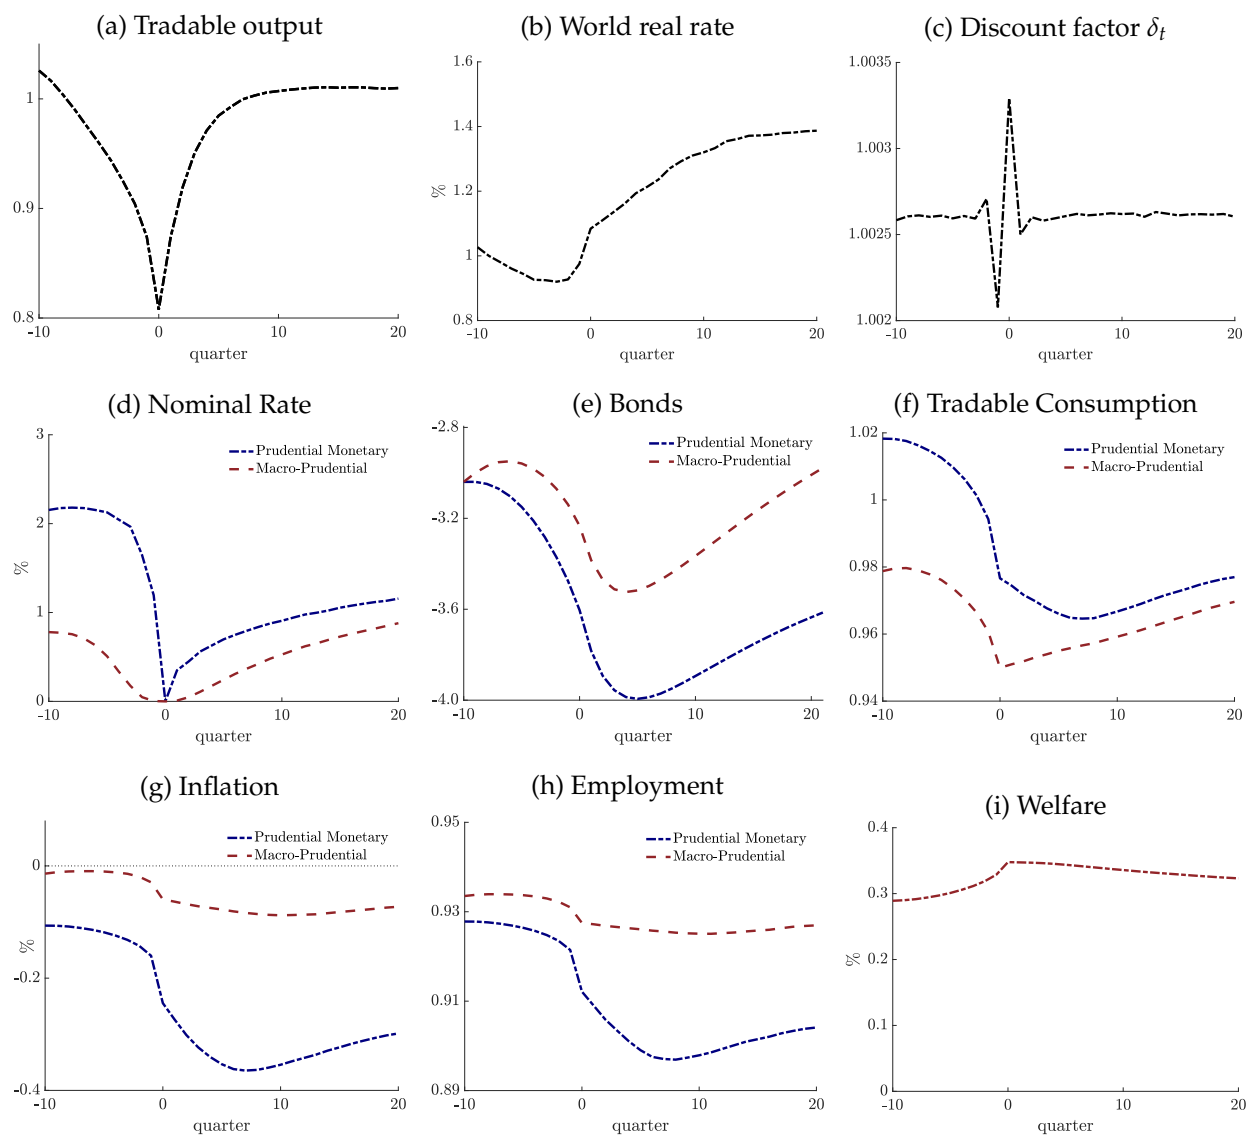 (a) Tradable output
1
0.9
0.8
-10
0
10
20
quarter
(b) World real rate
1.6
1.4
1.2
1
0.8
%
-10
0
10
20
quarter
(c) Discount factor δt
1.0035
1.003
1.0025
1.002
-10
0
10
20
quarter
(d) Nominal Rate
3
2
1
0
%
Prudential Monetary
Macro-Prudential
-10
0
10
20
quarter
(e) Bonds
-2.8
-3.2
-3.6
-4.0
Prudential Monetary
Macro-Prudential
-10
0
10
20
quarter
(f) Tradable Consumption
1.02
1
0.98
0.96
0.94
Prudential Monetary
Macro-Prudential
-10
0
10
20
quarter
(g) Inflation
0
-0.2
-0.4
%
Prudential Monetary
Macro-Prudential
-10
0
10
20
quarter
(h) Employment
0.95
0.93
0.91
0.89
Prudential Monetary
Macro-Prudential
-10
0
10
20
quarter
(i) Welfare
0.4
0.3
0.2
0.1
0
%
-10
0
10
20
quarter